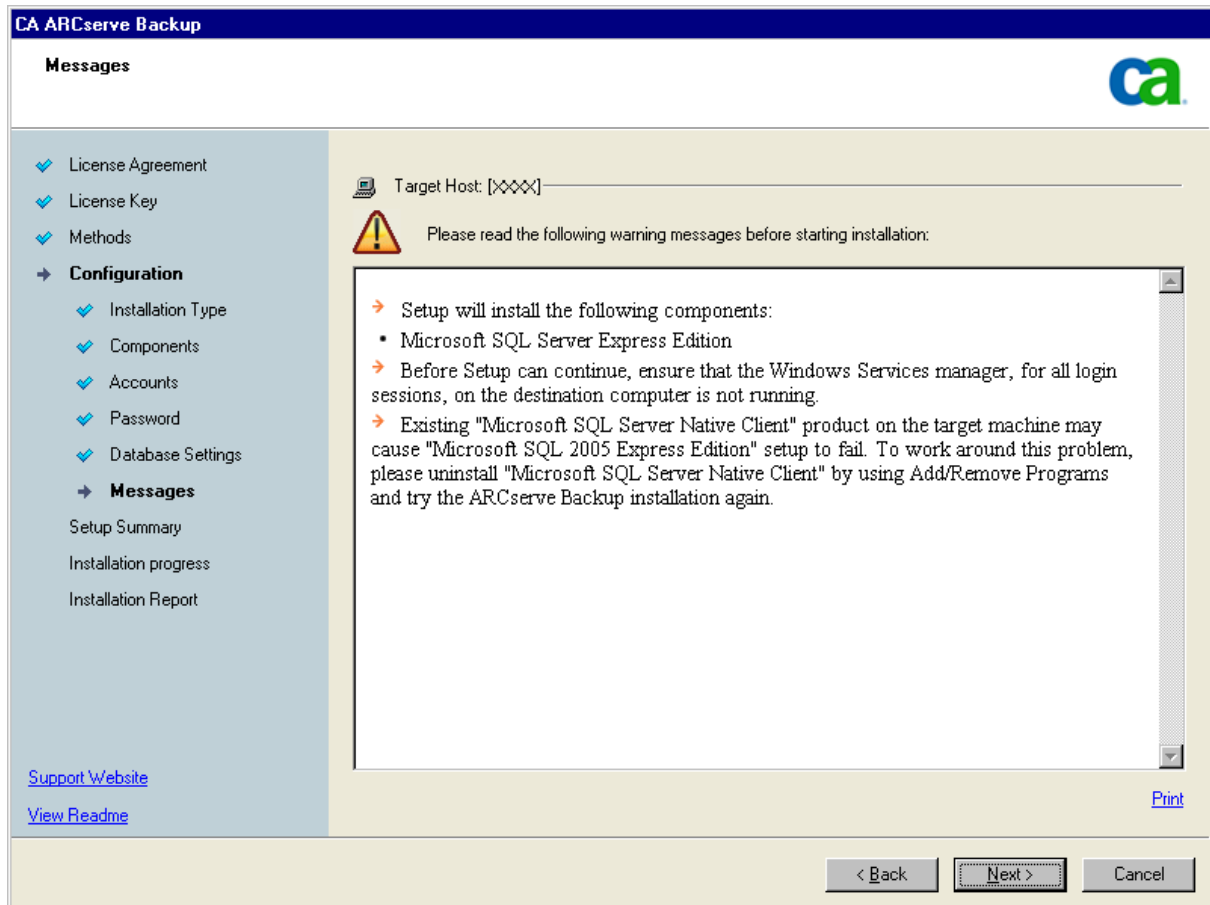 CA ARCserve Backup
Messages
ca
License Agreement
License Key
Methods
Configuration
Installation Type
Components
Accounts
Password
Database Settings
Messages
Setup Summary
Installation progress
Installation Report
Support Website
View Readme
Target Host: [XXXX]
Please read the following warning messages before starting installation:
Setup will install the following components:
• Microsoft SQL Server Express Edition
Before Setup can continue, ensure that the Windows Services manager, for all login
sessions, on the destination computer is not running.
Existing "Microsoft SQL Server Native Client" product on the target machine may
cause "Microsoft SQL 2005 Express Edition" setup to fail. To work around this problem,
please uninstall "Microsoft SQL Server Native Client" by using Add/Remove Programs
and try the ARCserve Backup installation again.
Print
< Back
Next >
Cancel